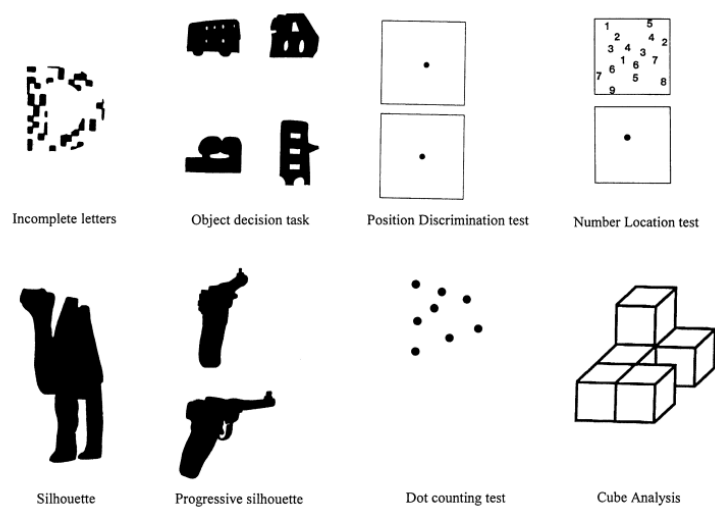 D
1 5
2 4 2
3 4 3
1 7
6 6
7 5 8
9
Incomplete letters
Object decision task
Position Discrimination test
Number Location test
Silhouette
Progressive silhouette
Dot counting test
Cube Analysis